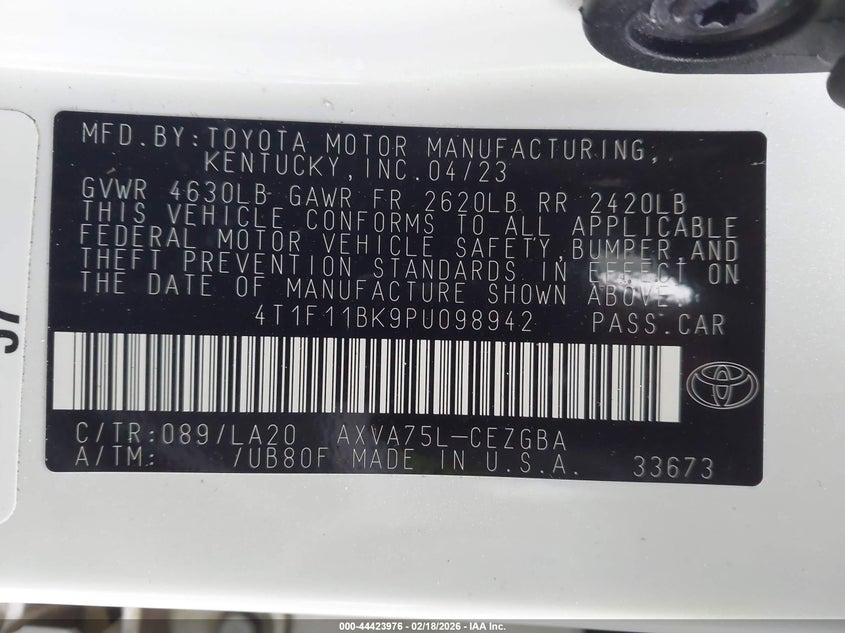 MFD.BY:TOYOTA MOTOR MANUFACTURING,.
KENTUCKY,INC.04/23
GVWR 4630LB GAWR FR 2620LB RR 2420LB
THIS VEHICLE CONFORMS TO ALL APPLICABLE
FEDERAL MOTOR VEHICLE SAFETY,BUMPER,AND
THEFT PREVENTION STANDARDS IN EFFECT ON
THE DATE OF MANUFACTURE SHOWN ABOVE.
4T1F11BK9PU098942 PASS.CAR
C/TR:089/LA20 AXVA75L-CEZGBA
A/TM: /UB80F MADE IN U.S.A. 33673
000-44423976 - 02/18/2026 - IAA Inc.